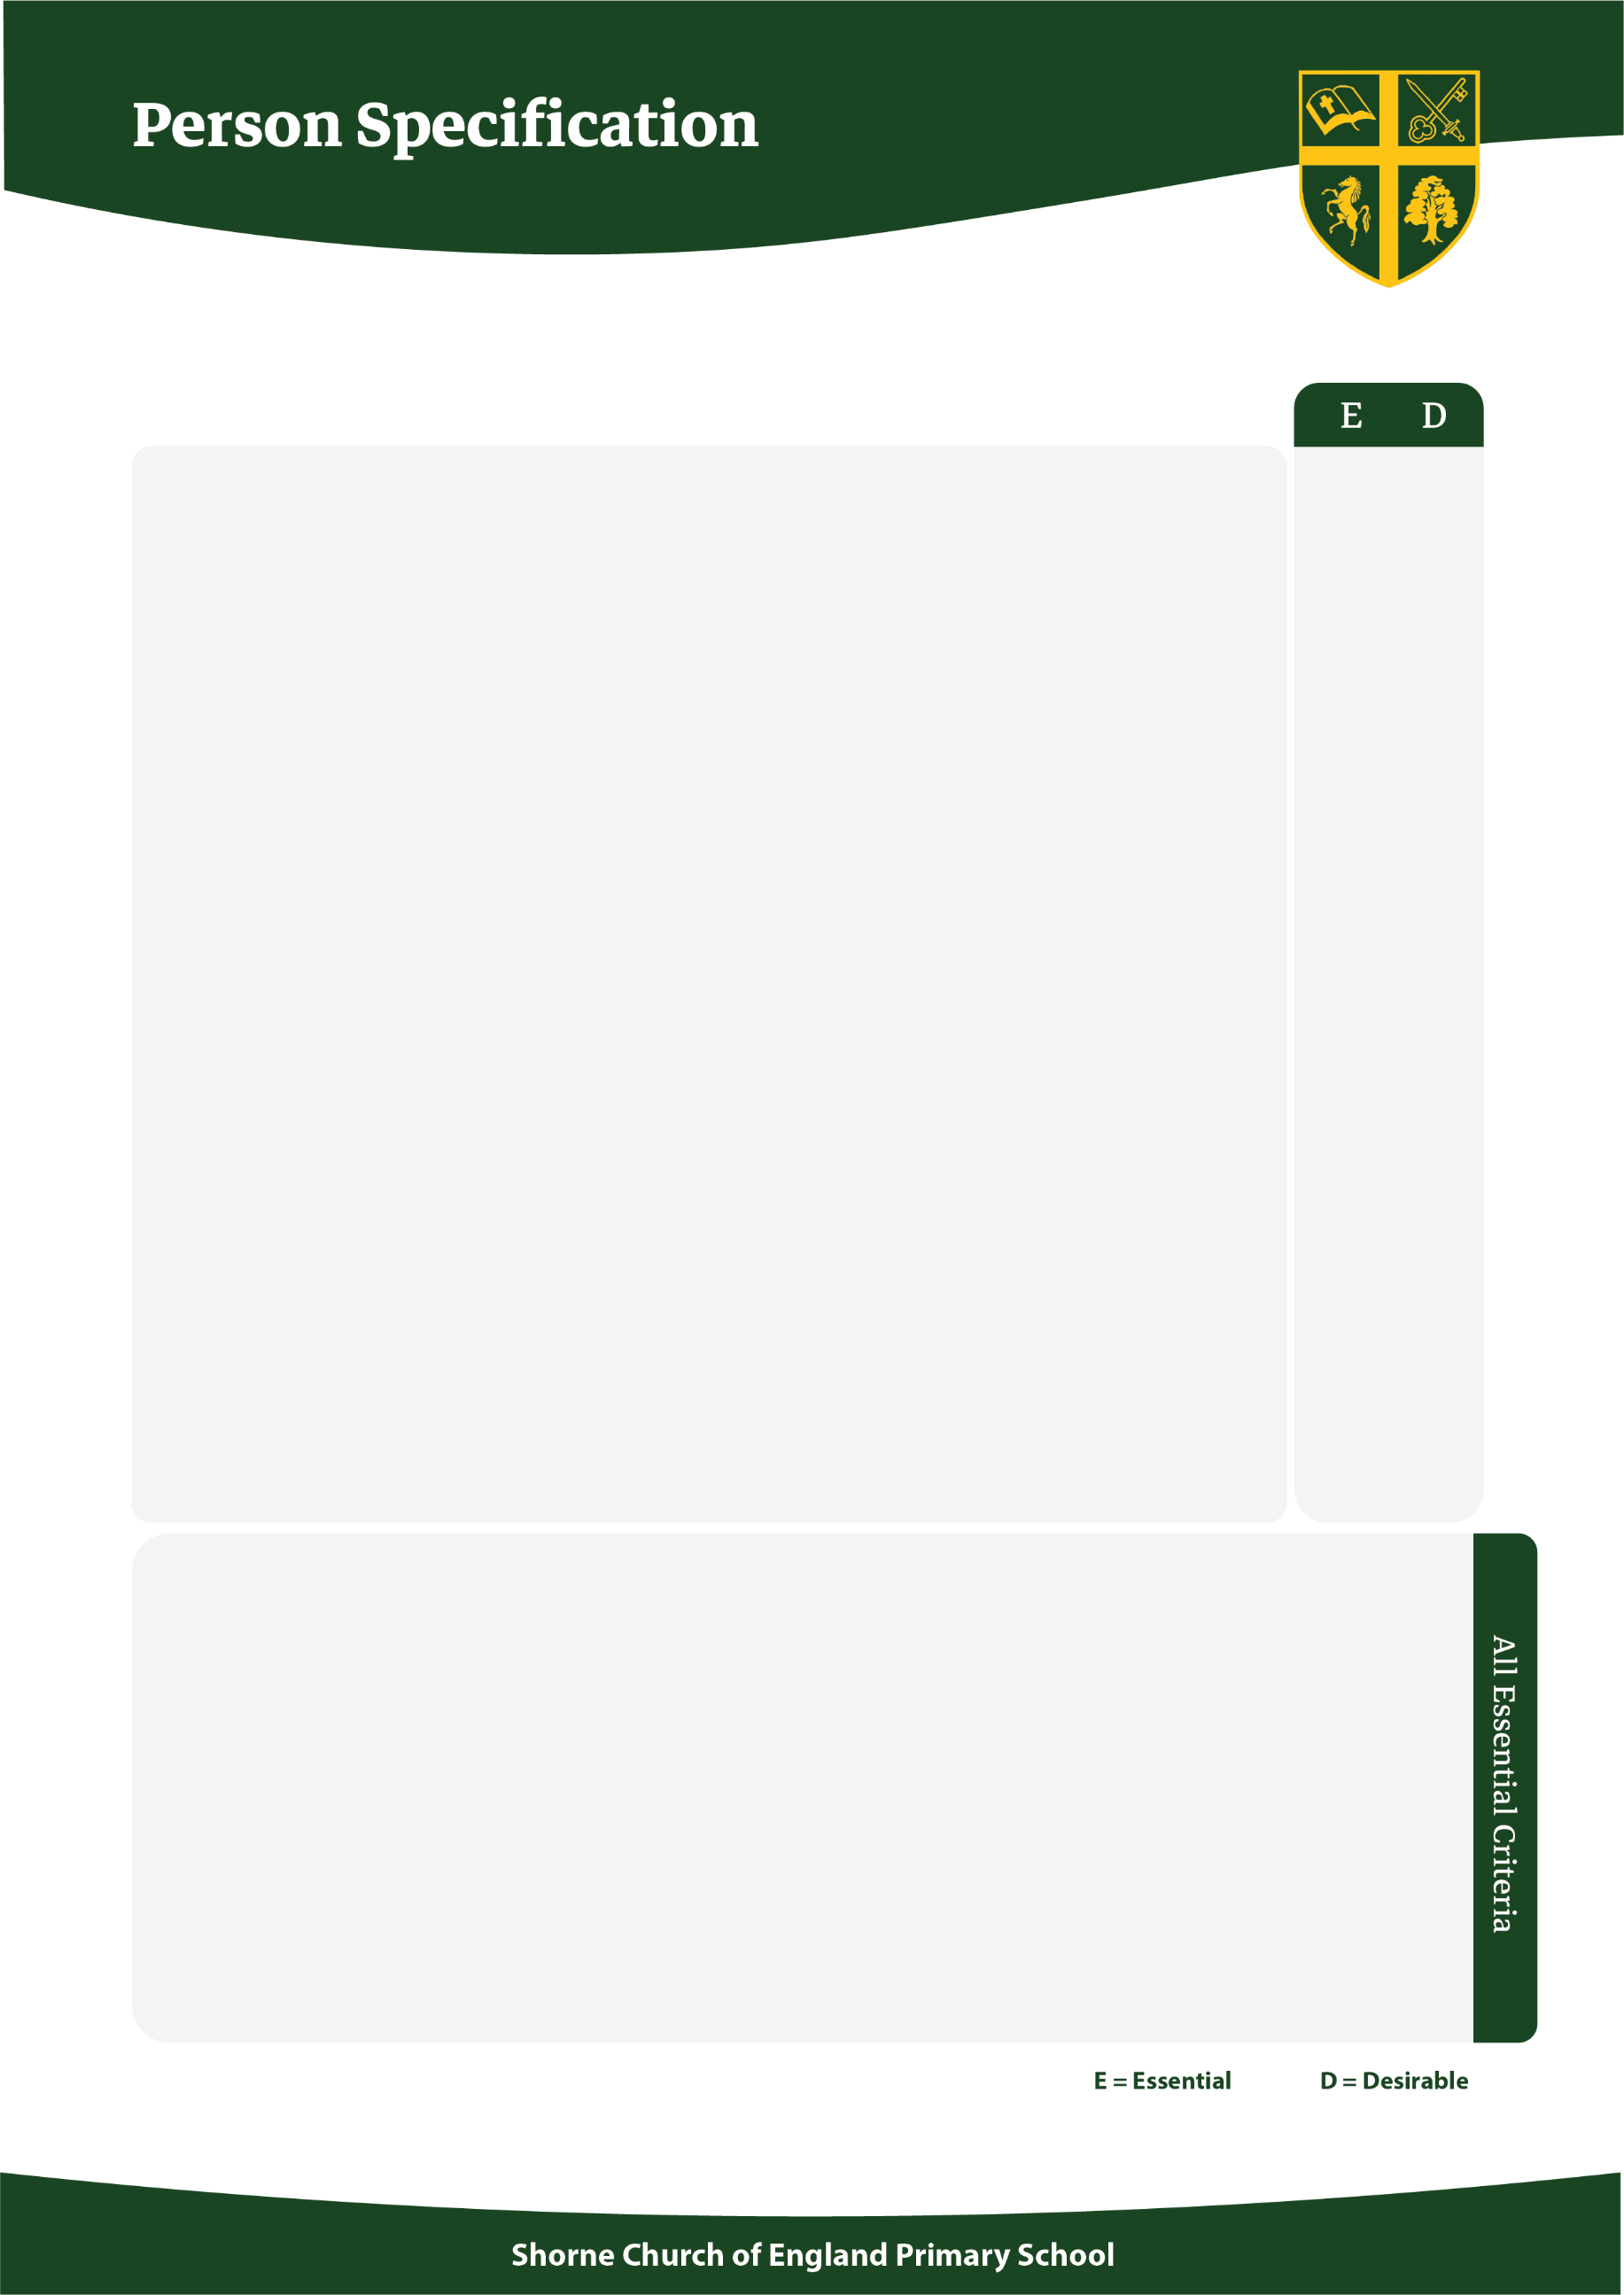 Person Specification
E D
All Essential Criteria
E = Essential D = Desirable
Shorne Church of England Primary School